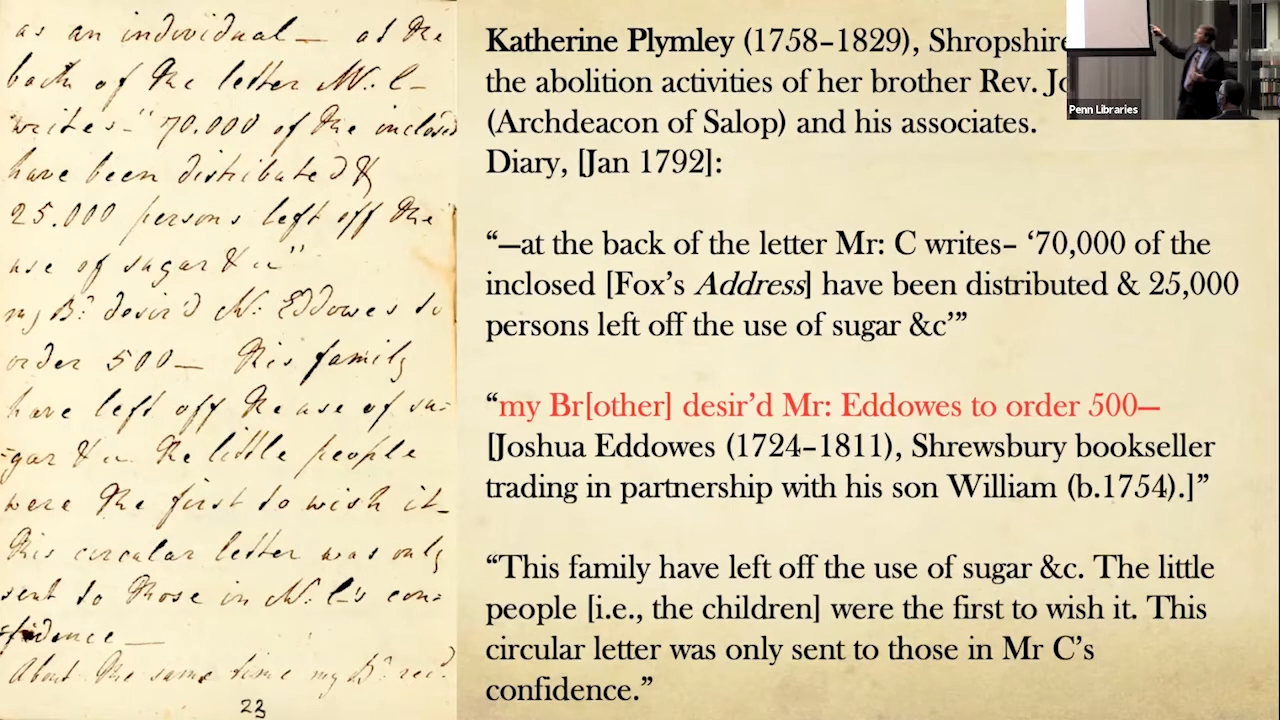 as an individual— at the
back of the letter Mr: C–
writes–" 70.000 of the inclosed
have been distributed &
25.000 persons left off the
use of sugar &c"
my Br: desir'd Mr: Eddowes to
order 500— This family
have left off the use of su-
gar &c The little people
were the first to wish it–
This circular letter was only
sent to those in Mr: C's con-
fidence—
About the same time my Br: rec.
23
Katherine Plymley (1758–1829), Shropshire
the abolition activities of her brother Rev. Jo
(Archdeacon of Salop) and his associates.
Diary, [Jan 1792]:
“—at the back of the letter Mr: C writes– ‘70,000 of the
inclosed [Fox’s Address] have been distributed & 25,000
persons left off the use of sugar &c’”
“my Br[other] desir’d Mr: Eddowes to order 500—
[Joshua Eddowes (1724–1811), Shrewsbury bookseller
trading in partnership with his son William (b.1754).]”
“This family have left off the use of sugar &c. The little
people [i.e., the children] were the first to wish it. This
circular letter was only sent to those in Mr C’s
confidence.”
Penn Libraries